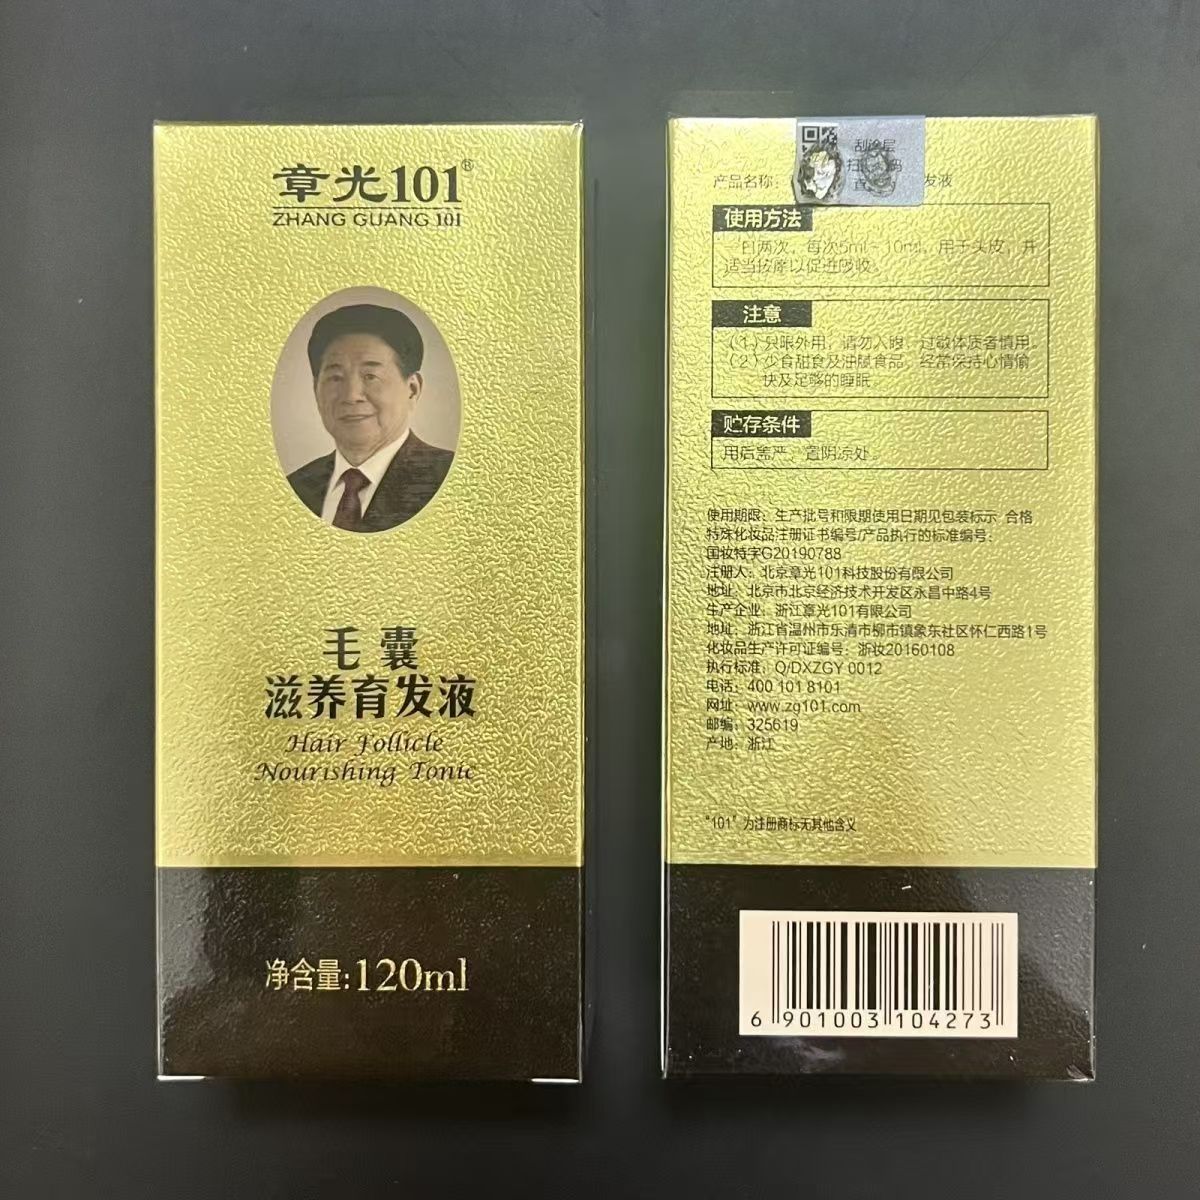 章光101®
ZHANG GUANG 101
毛囊
滋养育发液
Hair Follicle
Nourishing Tonic
净含量:120ml
刮涂层
扫 码
产品名称: 发液
使用方法
一日两次，每次5ml-10ml，用于头皮，并
适当按摩以促进吸收。
注意
(1) 只限外用，请勿入眼，过敏体质者慎用。
(2) 少食甜食及油腻食品，经常保持心情愉
快及足够的睡眠
贮存条件
用后盖严，置阴凉处。
使用期限：生产批号和限期使用日期见包装标示 合格
特殊化妆品注册证书编号/产品执行的标准编号：
国妆特字G20190788
注册人：北京章光101科技股份有限公司
地址：北京市北京经济技术开发区永昌中路4号
生产企业：浙江章光101有限公司
地址：浙江省温州市乐清市柳市镇象东社区怀仁西路1号
化妆品生产许可证编号：浙妆20160108
执行标准：Q/DXZGY 0012
电话：400 101 8101
网址：www.zg101.com
邮编：325619
产地：浙江
"101"为注册商标无其他含义
6 901003 104273